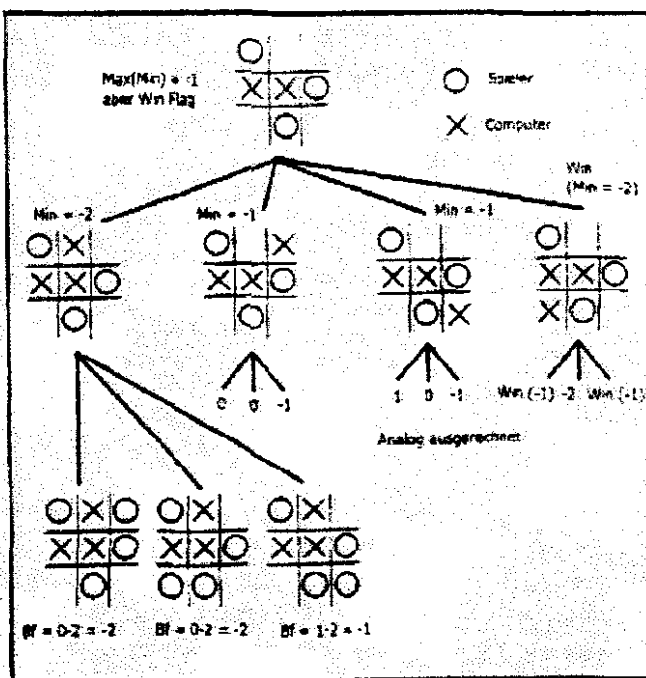 Max(Min) = -1
aber Win Flag
Spieler
Computer
Win
(Min = -2)
Min = -2
Min = -1
Min = -1
0 0 -1
1 0 -1
Win (-1) -2 Win (-1)
Analog ausgerechnet
Bf = 0-2 = -2
Bf = 0-2 = -2
Bf = 1-2 = -1